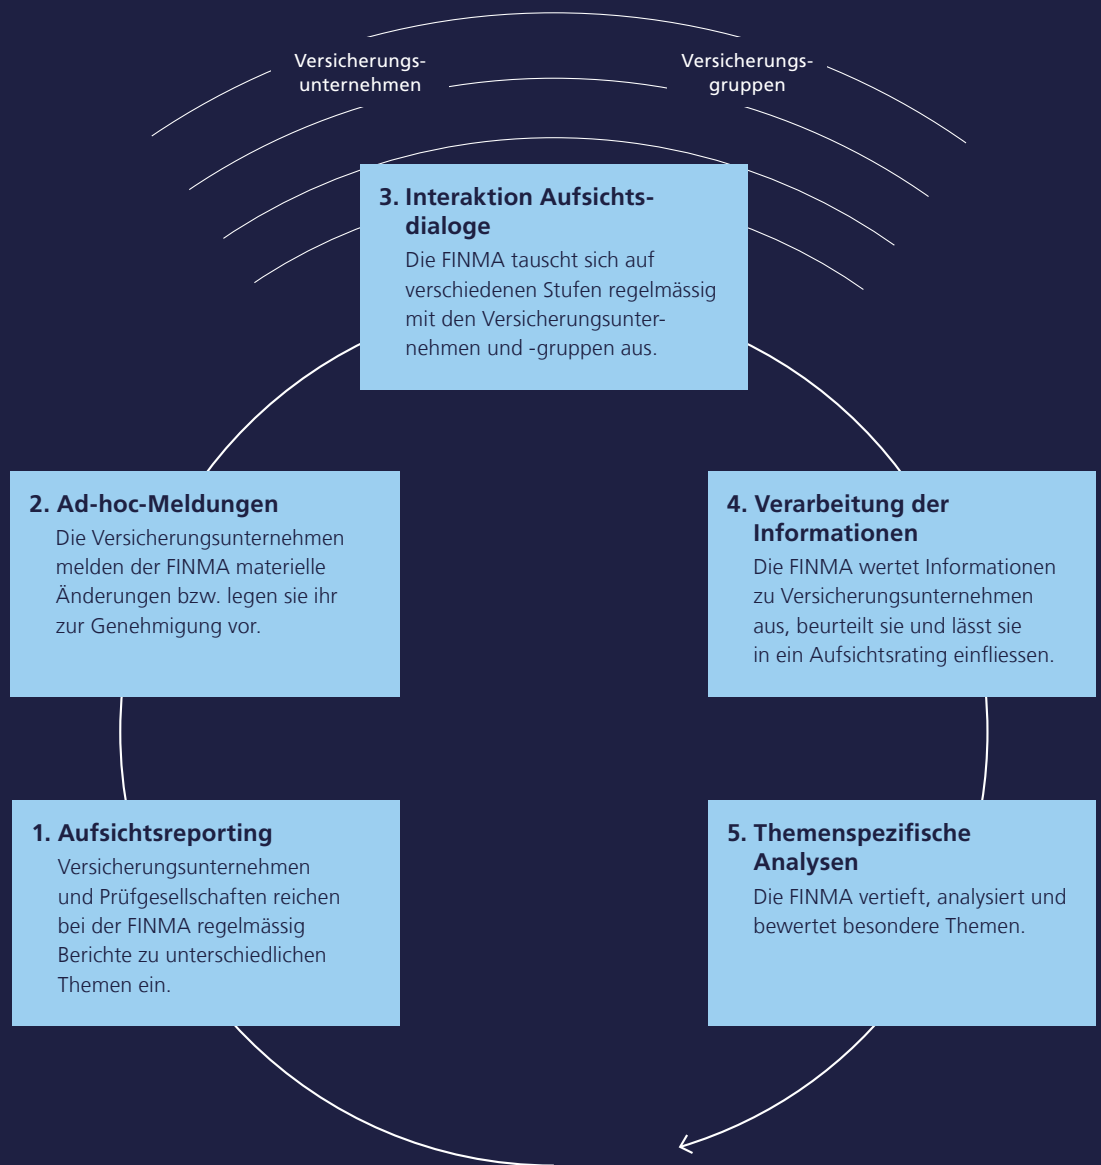 Versicherungs-
unternehmen
Versicherungs-
gruppen
3. Interaktion Aufsichts-
dialoge
Die FINMA tauscht sich auf
verschiedenen Stufen regelmässig
mit den Versicherungsunter-
nehmen und -gruppen aus.
2. Ad-hoc-Meldungen
Die Versicherungsunternehmen
melden der FINMA materielle
Änderungen bzw. legen sie ihr
zur Genehmigung vor.
4. Verarbeitung der
Informationen
Die FINMA wertet Informationen
zu Versicherungsunternehmen
aus, beurteilt sie und lässt sie
in ein Aufsichtsrating einfliessen.
1. Aufsichtsreporting
Versicherungsunternehmen
und Prüfgesellschaften reichen
bei der FINMA regelmässig
Berichte zu unterschiedlichen
Themen ein.
5. Themenspezifische
Analysen
Die FINMA vertieft, analysiert und
bewertet besondere Themen.